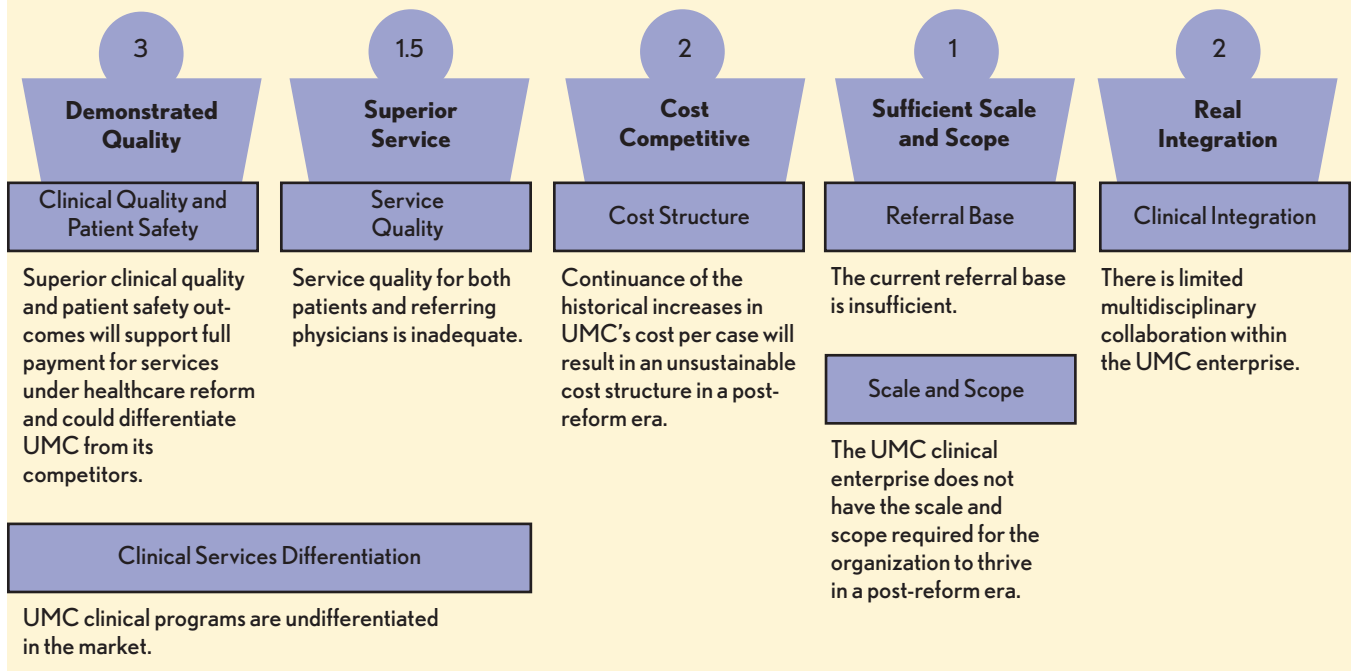 3
Demonstrated
Quality
Clinical Quality and
Patient Safety
Superior clinical quality
and patient safety out-
comes will support full
payment for services
under healthcare reform
and could differentiate
UMC from its
competitors.
1.5
Superior
Service
Service
Quality
Service quality for both
patients and referring
physicians is inadequate.
Clinical Services Differentiation
UMC clinical programs are undifferentiated
in the market.
2
Cost
Competitive
Cost Structure
Continuance of the
historical increases in
UMC’s cost per case will
result in an unsustainable
cost structure in a post-
reform era.
1
Sufficient Scale
and Scope
Referral Base
The current referral base
is insufficient.
Scale and Scope
The UMC clinical
enterprise does not
have the scale and
scope required for the
organization to thrive
in a post-reform era.
2
Real
Integration
Clinical Integration
There is limited
multidisciplinary
collaboration within
the UMC enterprise.